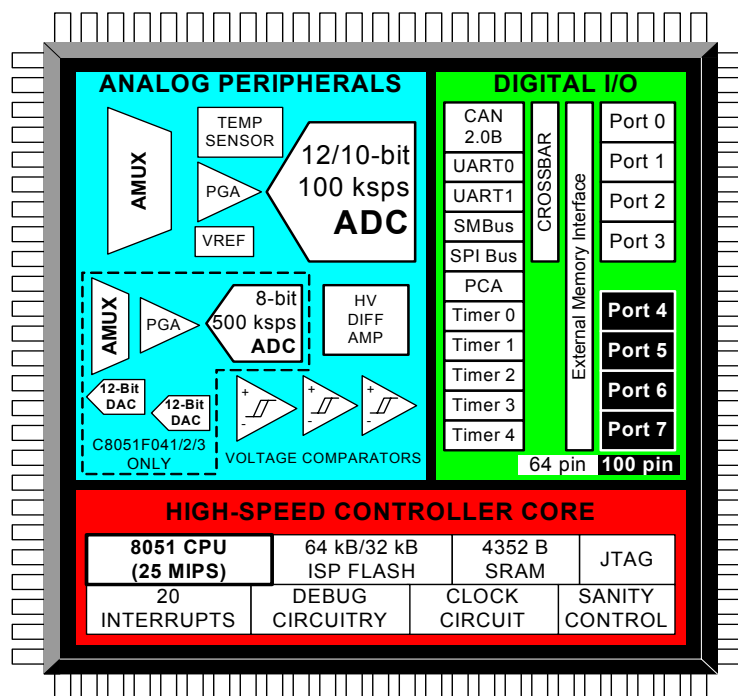 ANALOG PERIPHERALS
TEMP
SENSOR
AMUX
PGA
VREF
12/10-bit
100 ksps
ADC
AMUX
PGA
8-bit
500 ksps
ADC
HV
DIFF
AMP
12-Bit
DAC
12-Bit
DAC
+
-
+
-
+
-
C8051F041/2/3
ONLY
VOLTAGE COMPARATORS
DIGITAL I/O
CAN
2.0B
UART0
UART1
SMBus
SPI Bus
PCA
Timer 0
Timer 1
Timer 2
Timer 3
Timer 4
CROSSBAR
External Memory Interface
Port 0
Port 1
Port 2
Port 3
Port 4
Port 5
Port 6
Port 7
64 pin
100 pin
HIGH-SPEED CONTROLLER CORE
8051 CPU
(25 MIPS)
64 kB/32 kB
ISP FLASH
4352 B
SRAM
JTAG
20
INTERRUPTS
DEBUG
CIRCUITRY
CLOCK
CIRCUIT
SANITY
CONTROL